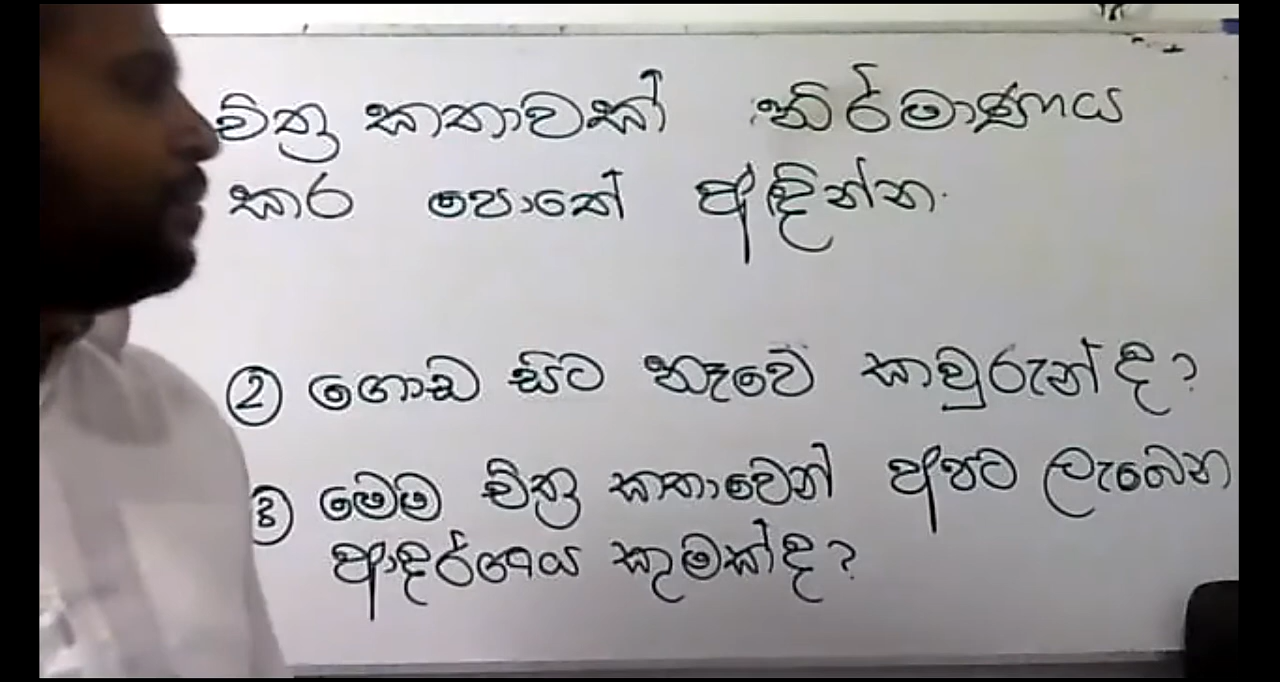 චිත්‍ර කතාවක් නිර්මාණය
කර පොතේ අඳින්න.
② ගොඩ සිට නෑවේ කවුරුන් ද?
③ මෙම චිත්‍ර කතාවෙන් අපට ලැබෙන
ආදර්ශය කුමක්ද?